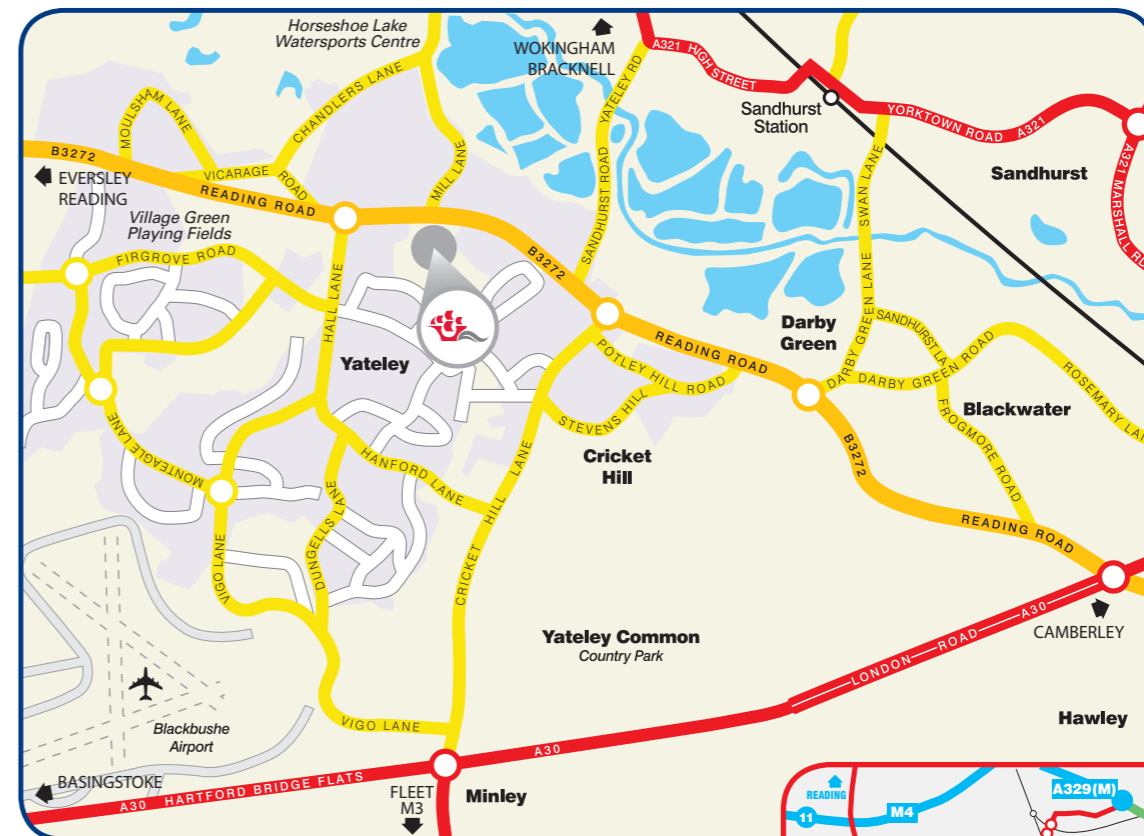 Horseshoe Lake
Watersports Centre
WOKINGHAM
BRACKNELL
A321 HIGH STREET
Sandhurst
Station
YORKTOWN ROAD A321
Sandhurst
A321 MARSHALL RD
MOULSHAM LANE
CHANDLERS LANE
MILL LANE
SANDHURST ROAD YATELEY RD
SWAN LANE
B3272
EVERSLEY
READING
VICARAGE ROAD
READING ROAD
Village Green
Playing Fields
FIRGROVE ROAD
HALL LANE
B3272
Yateley
READING ROAD
Darby
Green
DARBY GREEN LANE
SANDHURST LA
DARBY GREEN ROAD
ROSEMARY LA
Blackwater
POTLEY HILL ROAD
STEVENS HILL
Cricket
Hill
FROGMORE ROAD
B3272
READING ROAD
MONTEAGLE LANE
HANFORD LANE
DUNGELLS LANE
VIGO LANE
CRICKET HILL LANE
Yateley Common
Country Park
LONDON ROAD A30
CAMBERLEY
Hawley
VIGO LANE
Blackbushe
Airport
BASINGSTOKE
A30 HARTFORD BRIDGE FLATS
A30
FLEET
M3
Minley
READING
11
M4
A329(M)